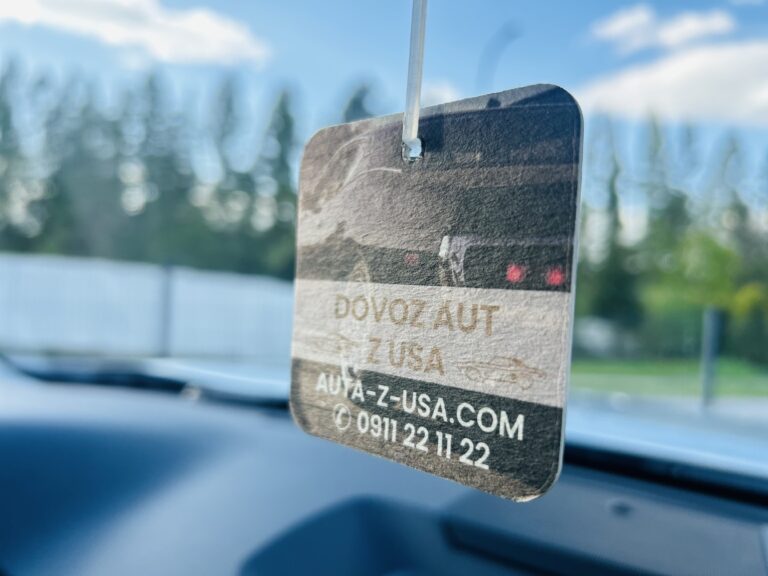 DOVOZ AUT
Z USA
AUTA-Z-USA.COM
0911 22 11 22